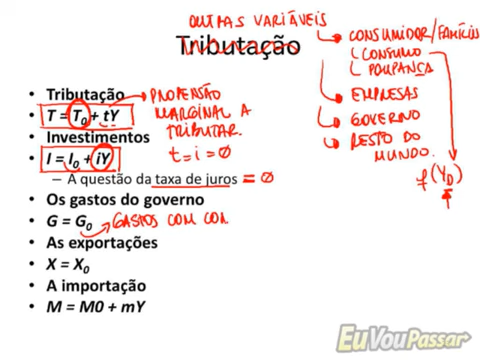 OUTRAS VARIÁVEIS
Tributação
CONSUMIDOR/FAMÍLIAS
CONSUMO
POUPANÇA
EMPRESAS
GOVERNO
RESTO DO
MUNDO.
f(YD)
• Tributação
T = T0 + tY
PROPENSÃO
MARGINAL A
TRIBUTAR.
t = i = Ø
• Investimentos
• I = I0 + iY
– A questão da taxa de juros = Ø
• Os gastos do governo
• G = G0
GASTOS COM CON
• As exportações
• X = X0
• A importação
• M = M0 + mY
EuVouPassar